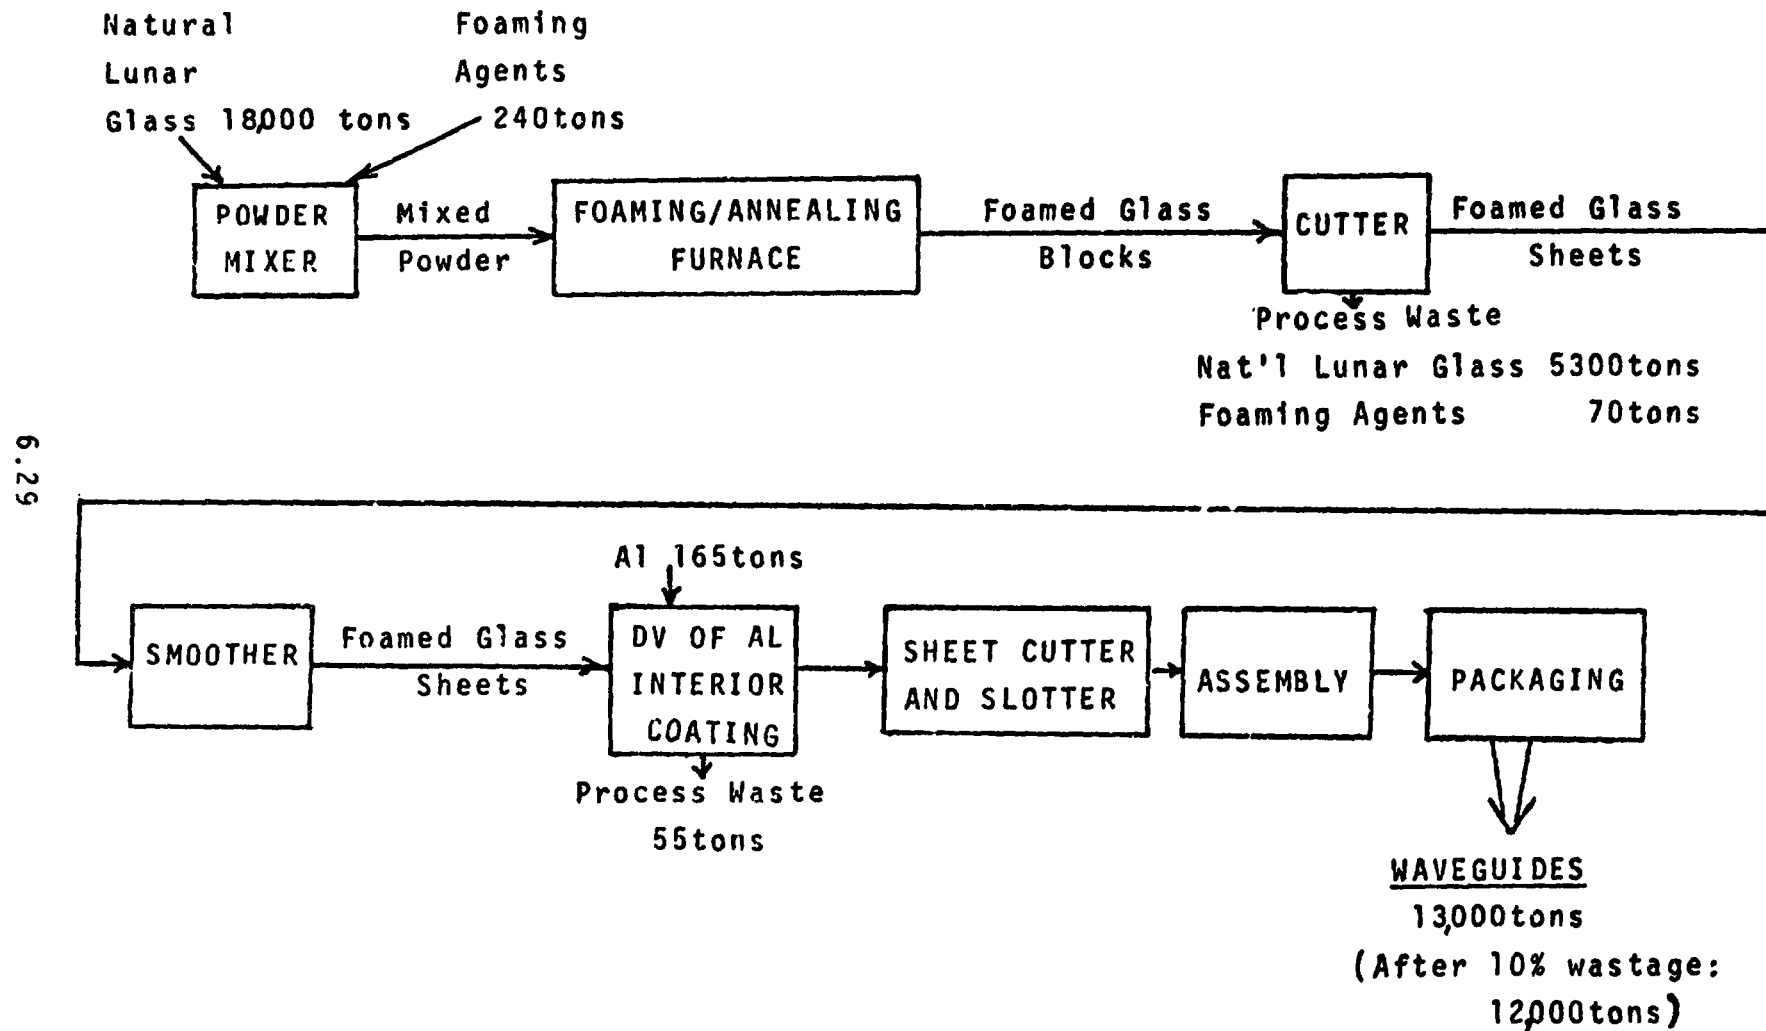 Natural
Lunar
Glass 18,000 tons
Foaming
Agents
240tons
POWDER
MIXER
Mixed
Powder
FOAMING/ANNEALING
FURNACE
Foamed Glass
Blocks
CUTTER
Foamed Glass
Sheets
Process Waste
Nat'l Lunar Glass 5300tons
Foaming Agents 70tons
6.29
SMOOTHER
Foamed Glass
Sheets
Al 165tons
DV OF AL
INTERIOR
COATING
Process Waste
55tons
SHEET CUTTER
AND SLOTTER
ASSEMBLY
PACKAGING
WAVEGUIDES
13,000tons
(After 10% wastage:
12,000tons)